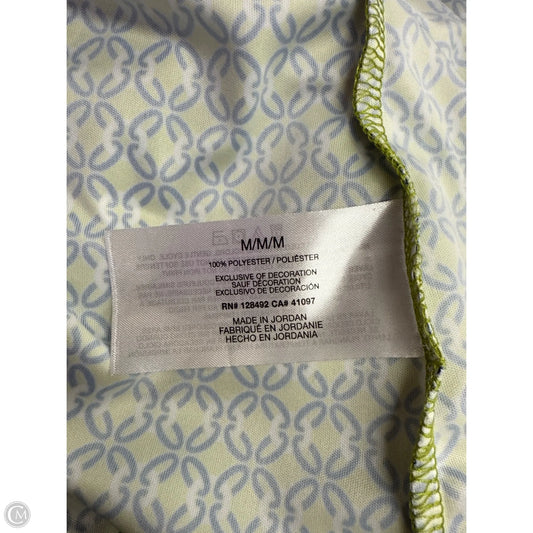 M/M/M
100% POLYESTER / POLIÉSTER
EXCLUSIVE OF DECORATION
SAUF DÉCORATION
EXCLUSIVO DE DECORACIÓN
RN# 128492 CA# 41097
MADE IN JORDAN
FABRIQUÉ EN JORDANIE
HECHO EN JORDANIA
CM